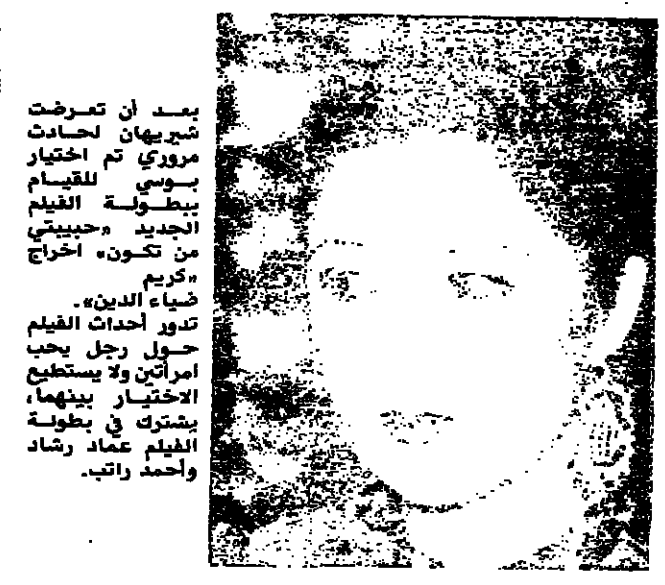 بعد أن تعرضت
شيريهان لحادث
مروري تم اختيار
بوسي للقيام
ببطولة الفيلم
الجديد «حبيبتي
من تكون» اخراج
«كريم
ضياء الدين».
تدور أحداث الفيلم
حول رجل يحب
امرأتين ولا يستطيع
الاختيار بينهما،
يشترك في بطولة
الفيلم عماد رشاد
وأحمد راتب.